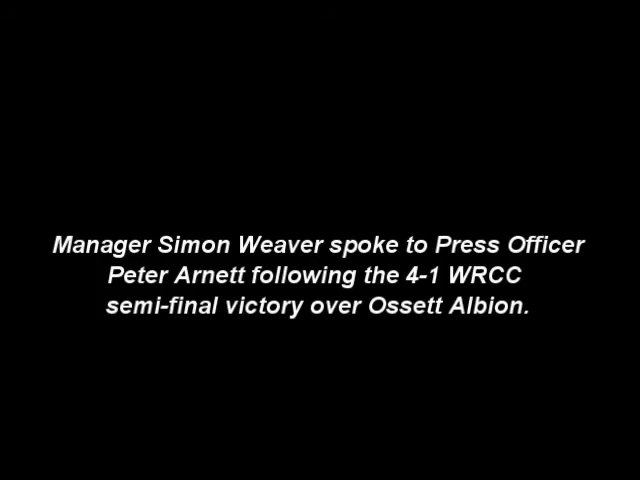 Manager Simon Weaver spoke to Press Officer
Peter Arnett following the 4-1 WRCC
semi-final victory over Ossett Albion.